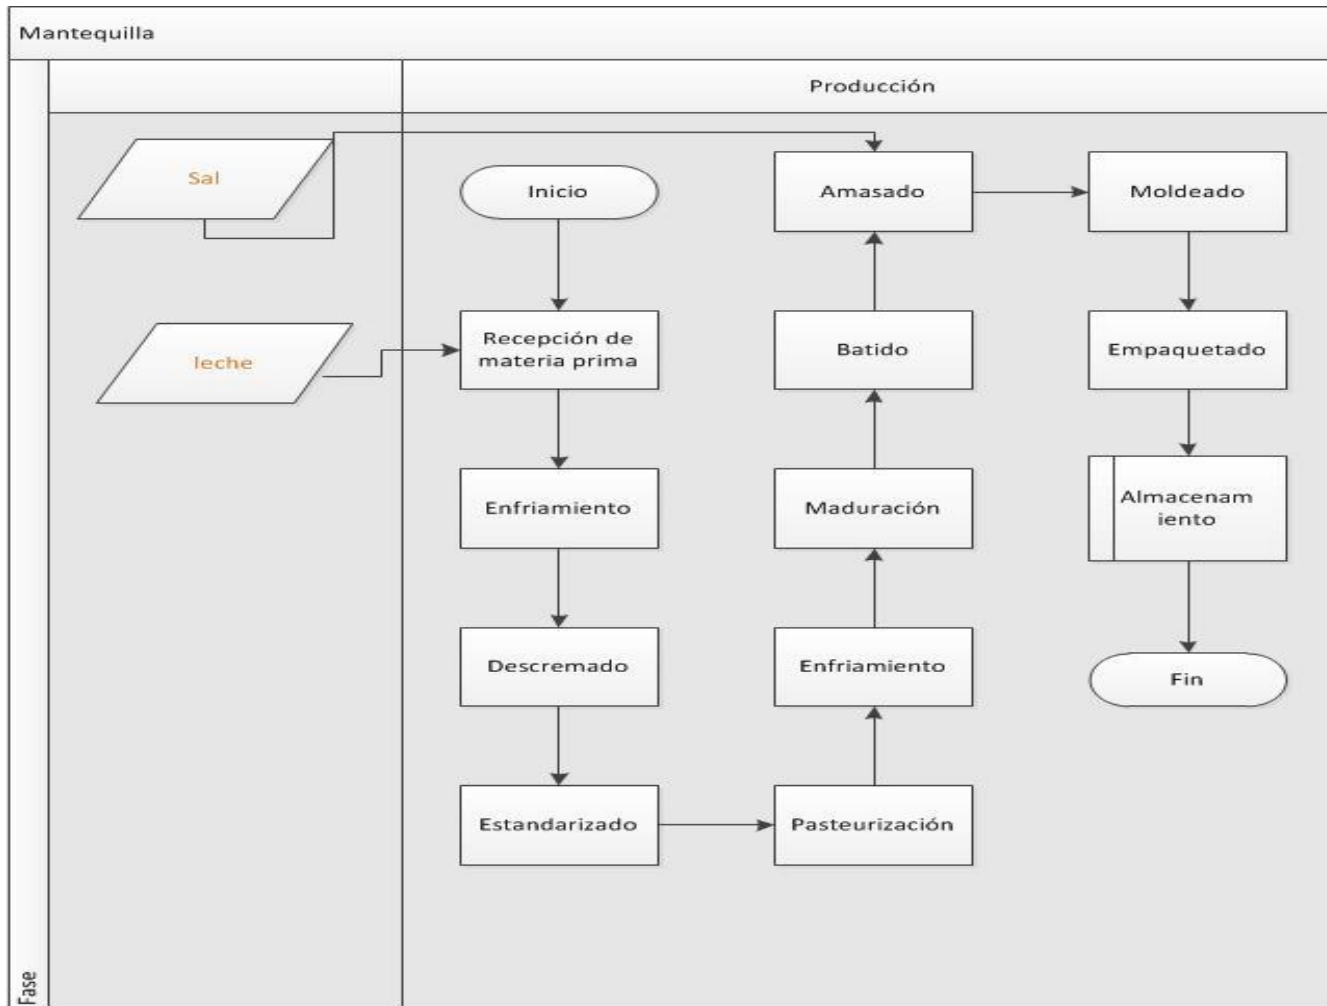 Mantequilla
Producción
Sal
leche
Inicio
Recepción de
materia prima
Enfriamiento
Descremado
Estandarizado
Pasteurización
Enfriamiento
Maduración
Batido
Amasado
Moldeado
Empaquetado
Almacenam
iento
Fin
Fase